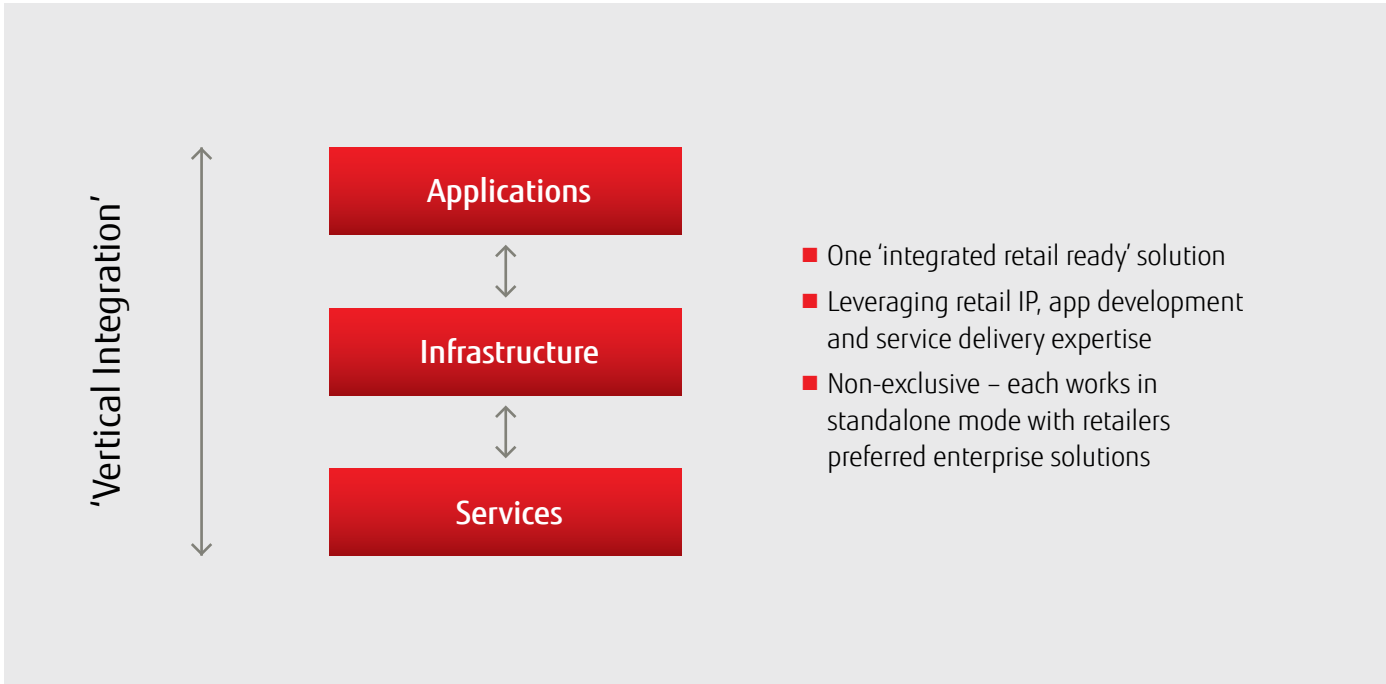 ‘Vertical Integration’
Applications
Infrastructure
Services
One ‘integrated retail ready’ solution
Leveraging retail IP, app development
and service delivery expertise
Non-exclusive – each works in
standalone mode with retailers
preferred enterprise solutions